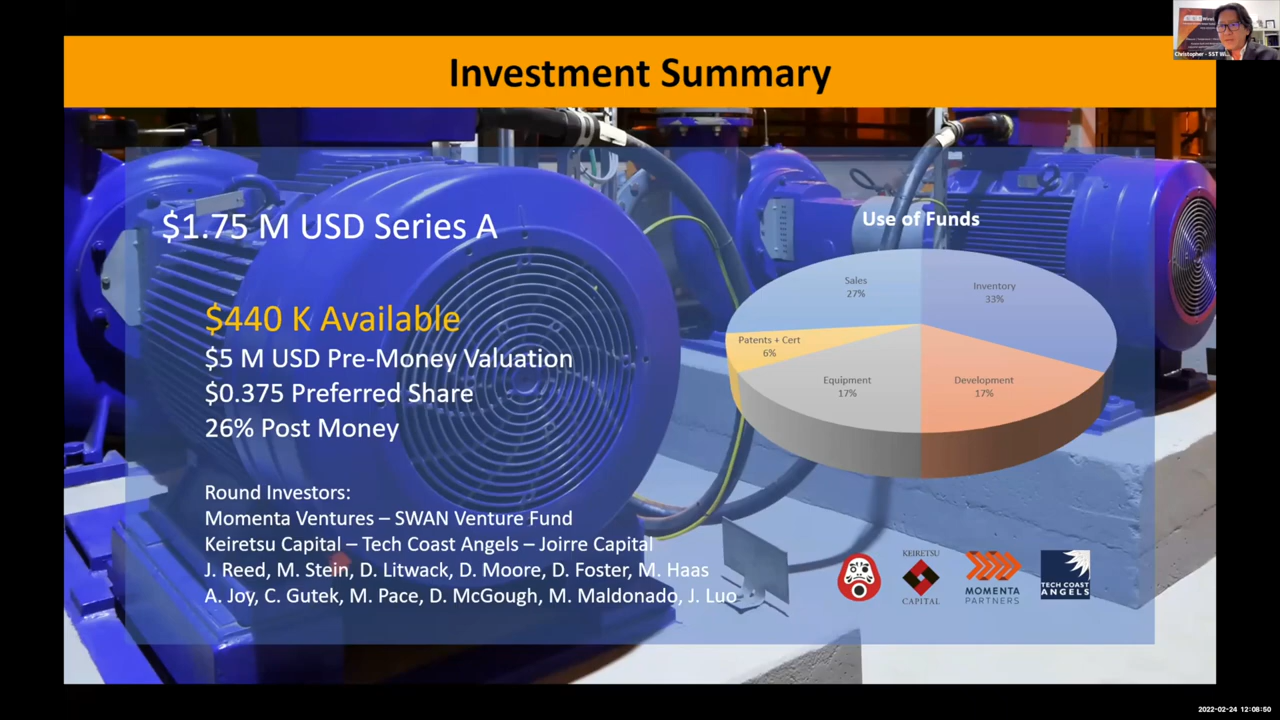 Investment Summary
$1.75 M USD Series A
$440 K Available
$5 M USD Pre-Money Valuation
$0.375 Preferred Share
26% Post Money
Round Investors:
Momenta Ventures – SWAN Venture Fund
Keiretsu Capital – Tech Coast Angels – Joirre Capital
J. Reed, M. Stein, D. Litwack, D. Moore, D. Foster, M. Haas
A. Joy, C. Gutek, M. Pace, D. McGough, M. Maldonado, J. Luo
Use of Funds
Sales
27%
Inventory
33%
Patents + Cert
6%
Equipment
17%
Development
17%
KEIRETSU
CAPITAL
MOMENTA
PARTNERS
TECH COAST
ANGELS
Christopher - SST
2022-02-24 12:08:50